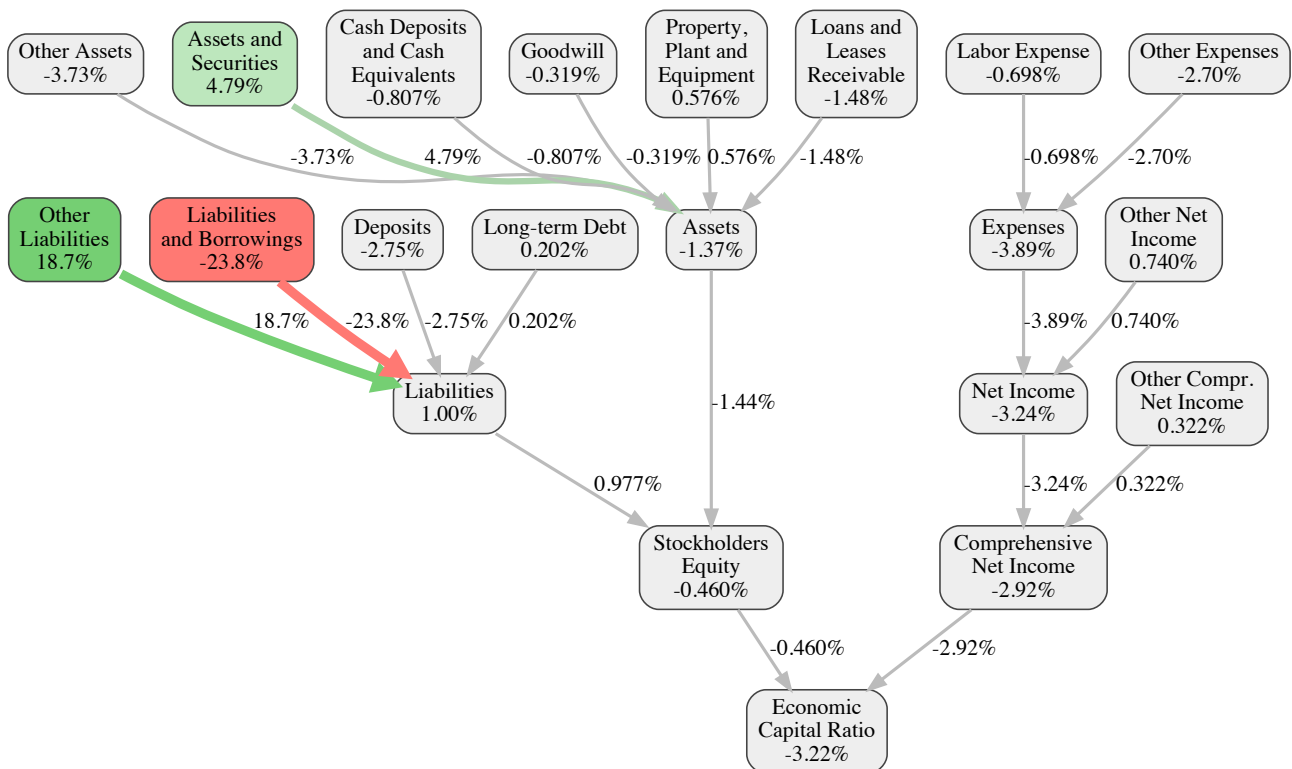 Other Assets
-3.73%
Assets and
Securities
4.79%
Cash Deposits
and Cash
Equivalents
-0.807%
Goodwill
-0.319%
Property,
Plant and
Equipment
0.576%
Loans and
Leases
Receivable
-1.48%
Labor Expense
-0.698%
Other Expenses
-2.70%
-3.73%
4.79%
-0.807%
-0.319%
0.576%
-1.48%
-0.698%
-2.70%
Other
Liabilities
18.7%
Liabilities
and Borrowings
-23.8%
Deposits
-2.75%
Long-term Debt
0.202%
Assets
-1.37%
Expenses
-3.89%
Other Net
Income
0.740%
18.7%
-23.8%
-2.75%
0.202%
-3.89%
0.740%
Liabilities
1.00%
-1.44%
Net Income
-3.24%
Other Compr.
Net Income
0.322%
0.977%
-3.24%
0.322%
Stockholders
Equity
-0.460%
Comprehensive
Net Income
-2.92%
-0.460%
-2.92%
Economic
Capital Ratio
-3.22%